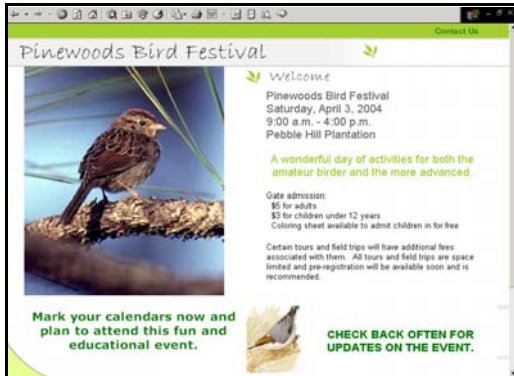 Contact Us
Pinewoods Bird Festival
Welcome
Pinewoods Bird Festival
Saturday, April 3, 2004
9:00 a.m. - 4:00 p.m.
Pebble Hill Plantation
A wonderful day of activities for both the
amateur birder and the more advanced.
Gate admission:
$5 for adults
$3 for children under 12 years
Coloring sheet available to admit children in for free
Certain tours and field trips will have additional fees
associated with them. All tours and field trips are space
limited and pre-registration will be available soon and is
recommended.
Mark your calendars now and
plan to attend this fun and
educational event.
CHECK BACK OFTEN FOR
UPDATES ON THE EVENT.